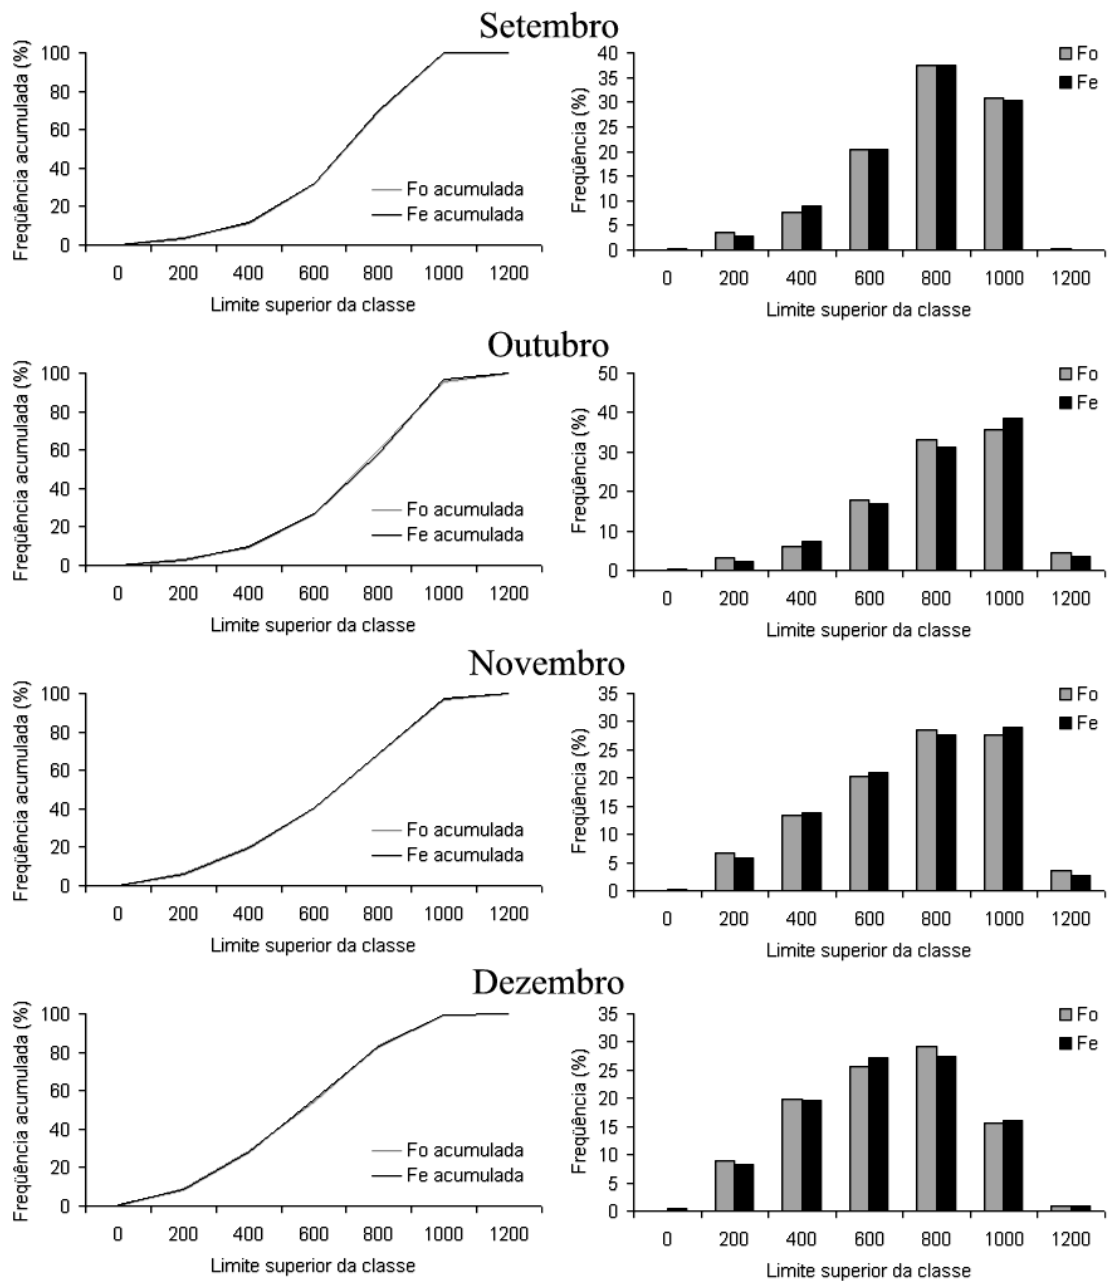 Setembro
Freqüência acumulada (%)
100
80
60
40
20
0
Fo acumulada
Fe acumulada
0 200 400 600 800 1000 1200
Limite superior da classe
Freqüência (%)
40
35
30
25
20
15
10
5
0
Fo
Fe
0 200 400 600 800 1000 1200
Limite superior da classe
Outubro
Freqüência acumulada (%)
100
80
60
40
20
0
Fo acumulada
Fe acumulada
0 200 400 600 800 1000 1200
Limite superior da classe
Freqüência (%)
50
40
30
20
10
0
Fo
Fe
0 200 400 600 800 1000 1200
Limite superior da classe
Novembro
Freqüência acumulada (%)
100
80
60
40
20
0
Fo acumulada
Fe acumulada
0 200 400 600 800 1000 1200
Limite superior da classe
Freqüência (%)
35
30
25
20
15
10
5
0
Fo
Fe
0 200 400 600 800 1000 1200
Limite superior da classe
Dezembro
Freqüência acumulada (%)
100
80
60
40
20
0
Fo acumulada
Fe acumulada
0 200 400 600 800 1000 1200
Limite superior da classe
Freqüência (%)
35
30
25
20
15
10
5
0
Fo
Fe
0 200 400 600 800 1000 1200
Limite superior da classe